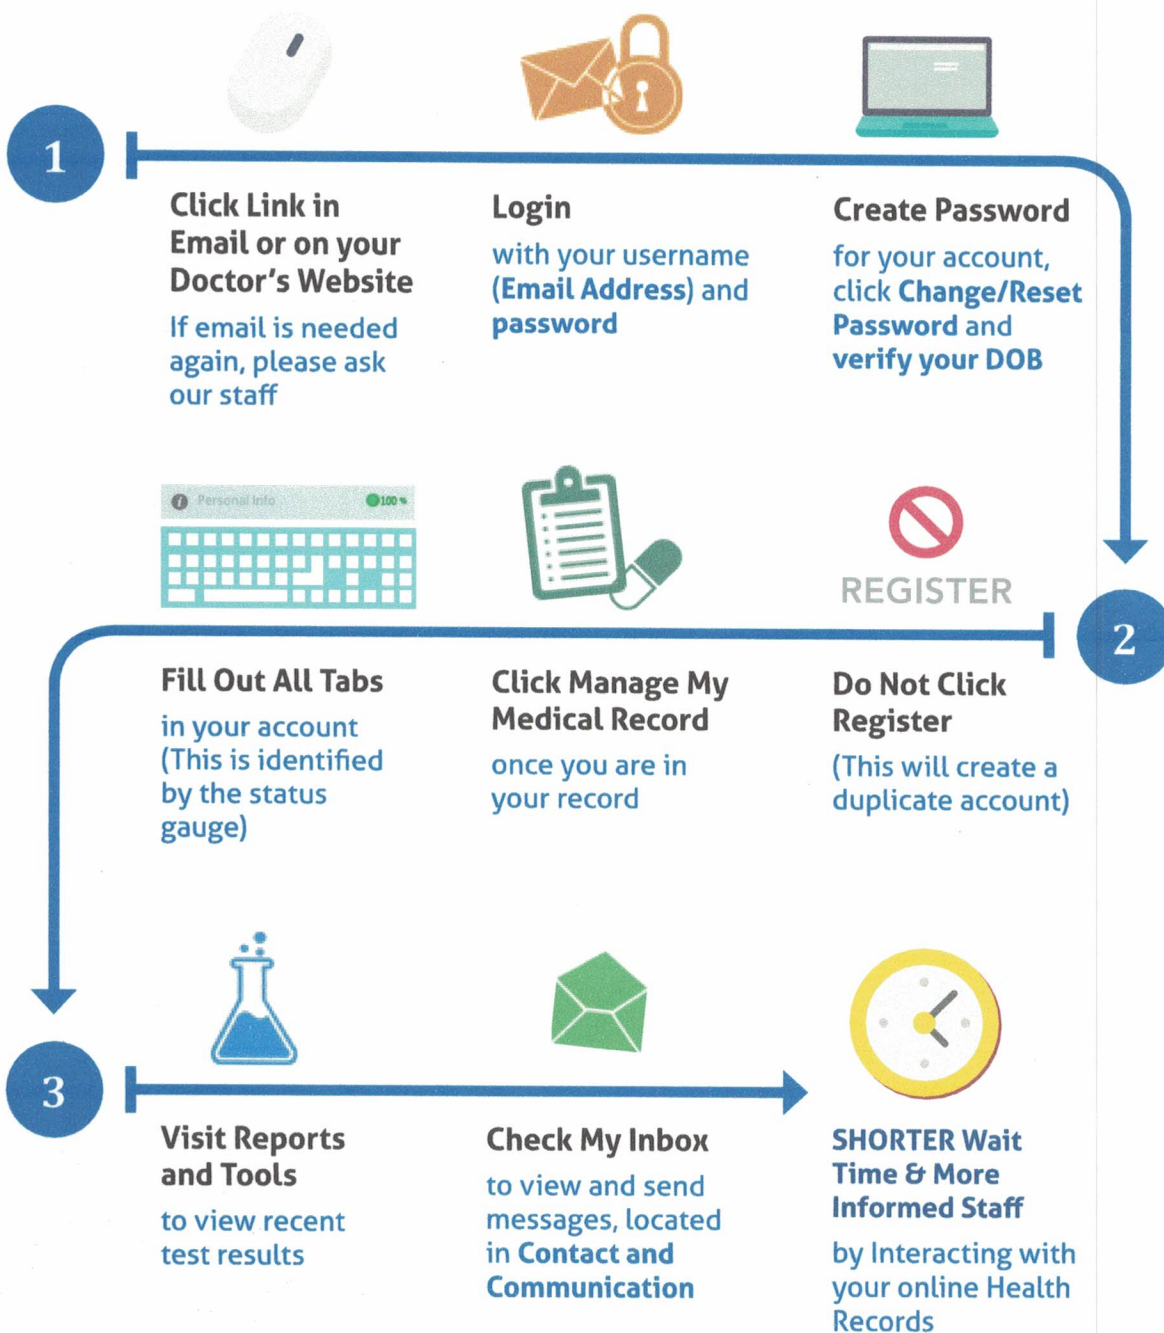 1
Click Link in
Email or on your
Doctor's Website
If email is needed
again, please ask
our staff
Login
with your username
(Email Address) and
password
Create Password
for your account,
click Change/Reset
Password and
verify your DOB
2
REGISTER
Do Not Click
Register
(This will create a
duplicate account)
Click Manage My
Medical Record
once you are in
your record
i Personal Info 100 %
Fill Out All Tabs
in your account
(This is identified
by the status
gauge)
3
Visit Reports
and Tools
to view recent
test results
Check My Inbox
to view and send
messages, located
in Contact and
Communication
SHORTER Wait
Time & More
Informed Staff
by Interacting with
your online Health
Records